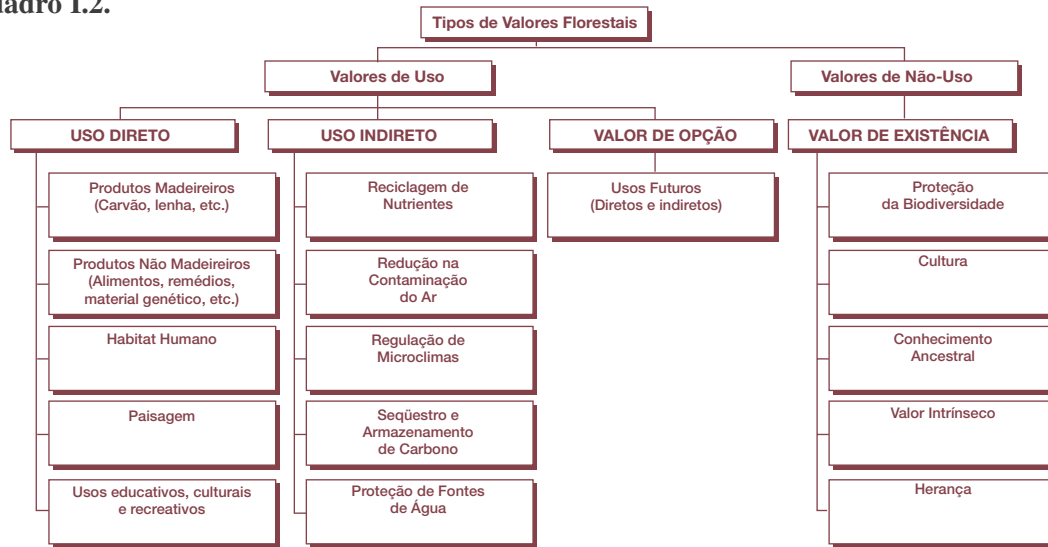 adro I.2.
Tipos de Valores Florestais
Valores de Uso
Valores de Não-Uso
USO DIRETO
USO INDIRETO
VALOR DE OPÇÃO
VALOR DE EXISTÊNCIA
Produtos Madeireiros
(Carvão, lenha, etc.)
Produtos Não Madeireiros
(Alimentos, remédios,
material genético, etc.)
Habitat Humano
Paisagem
Usos educativos, culturais
e recreativos
Reciclagem de
Nutrientes
Redução na
Contaminação
do Ar
Regulação de
Microclimas
Seqüestro e
Armazenamento
de Carbono
Proteção de Fontes
de Água
Usos Futuros
(Diretos e indiretos)
Proteção
da Biodiversidade
Cultura
Conhecimento
Ancestral
Valor Intrínseco
Herança